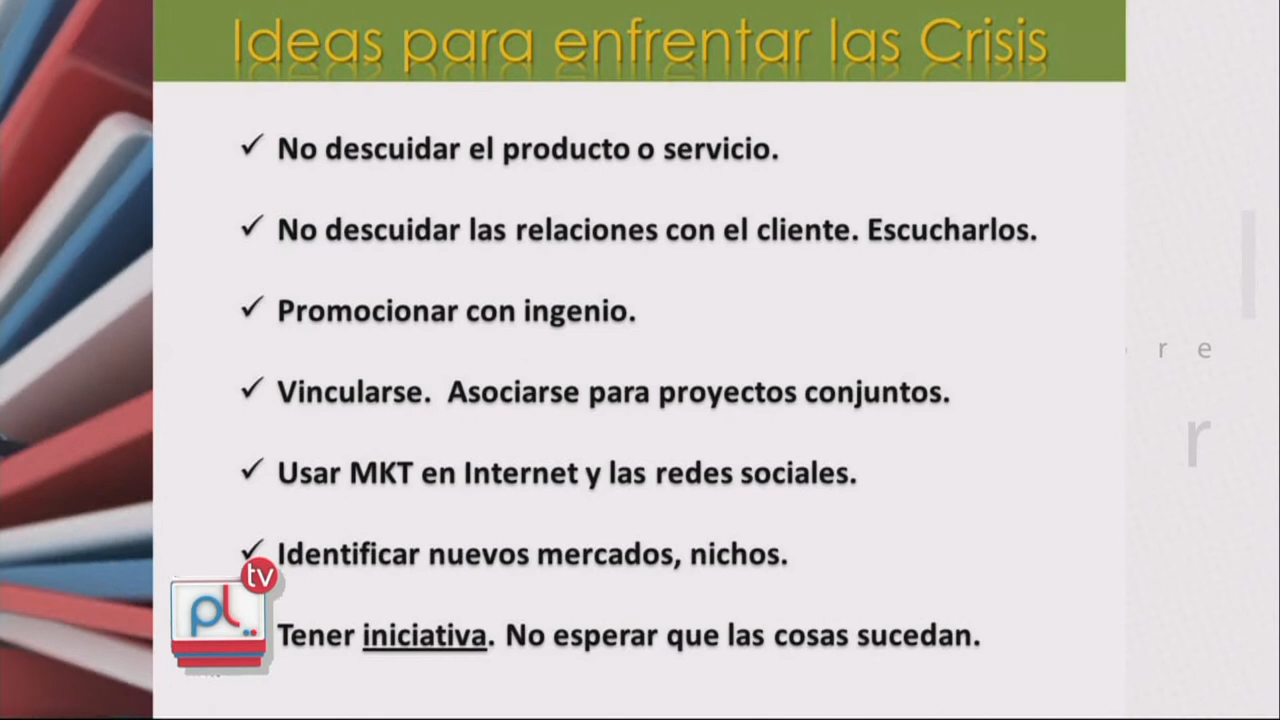 Ideas para enfrentar las Crisis
✓ No descuidar el producto o servicio.
✓ No descuidar las relaciones con el cliente. Escucharlos.
✓ Promocionar con ingenio.
✓ Vincularse.  Asociarse para proyectos conjuntos.
✓ Usar MKT en Internet y las redes sociales.
✓ Identificar nuevos mercados, nichos.
Tener iniciativa. No esperar que las cosas sucedan.
tv
pL
r e
r